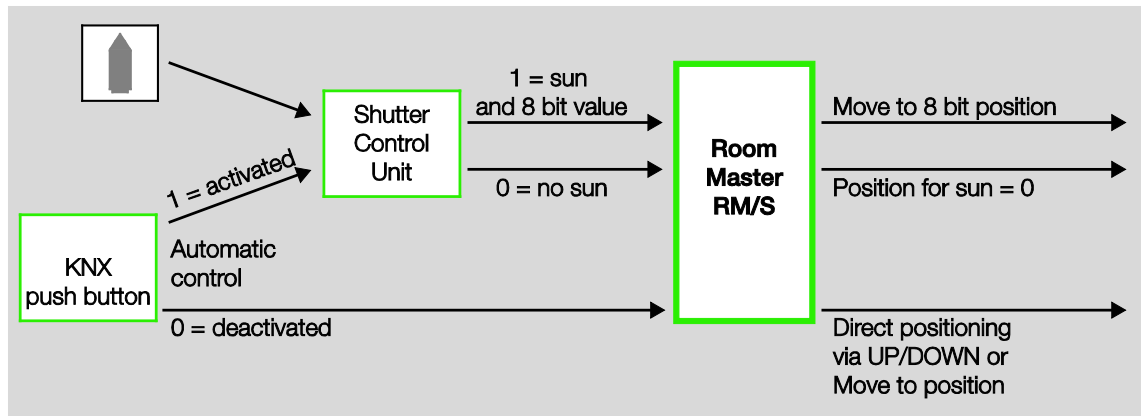 1 = sun
and 8 bit value
Shutter
Control
Unit
Move to 8 bit position
Room
Master
RM/S
1 = activated
0 = no sun
Position for sun = 0
KNX
push button
Automatic
control
0 = deactivated
Direct positioning
via UP/DOWN or
Move to position